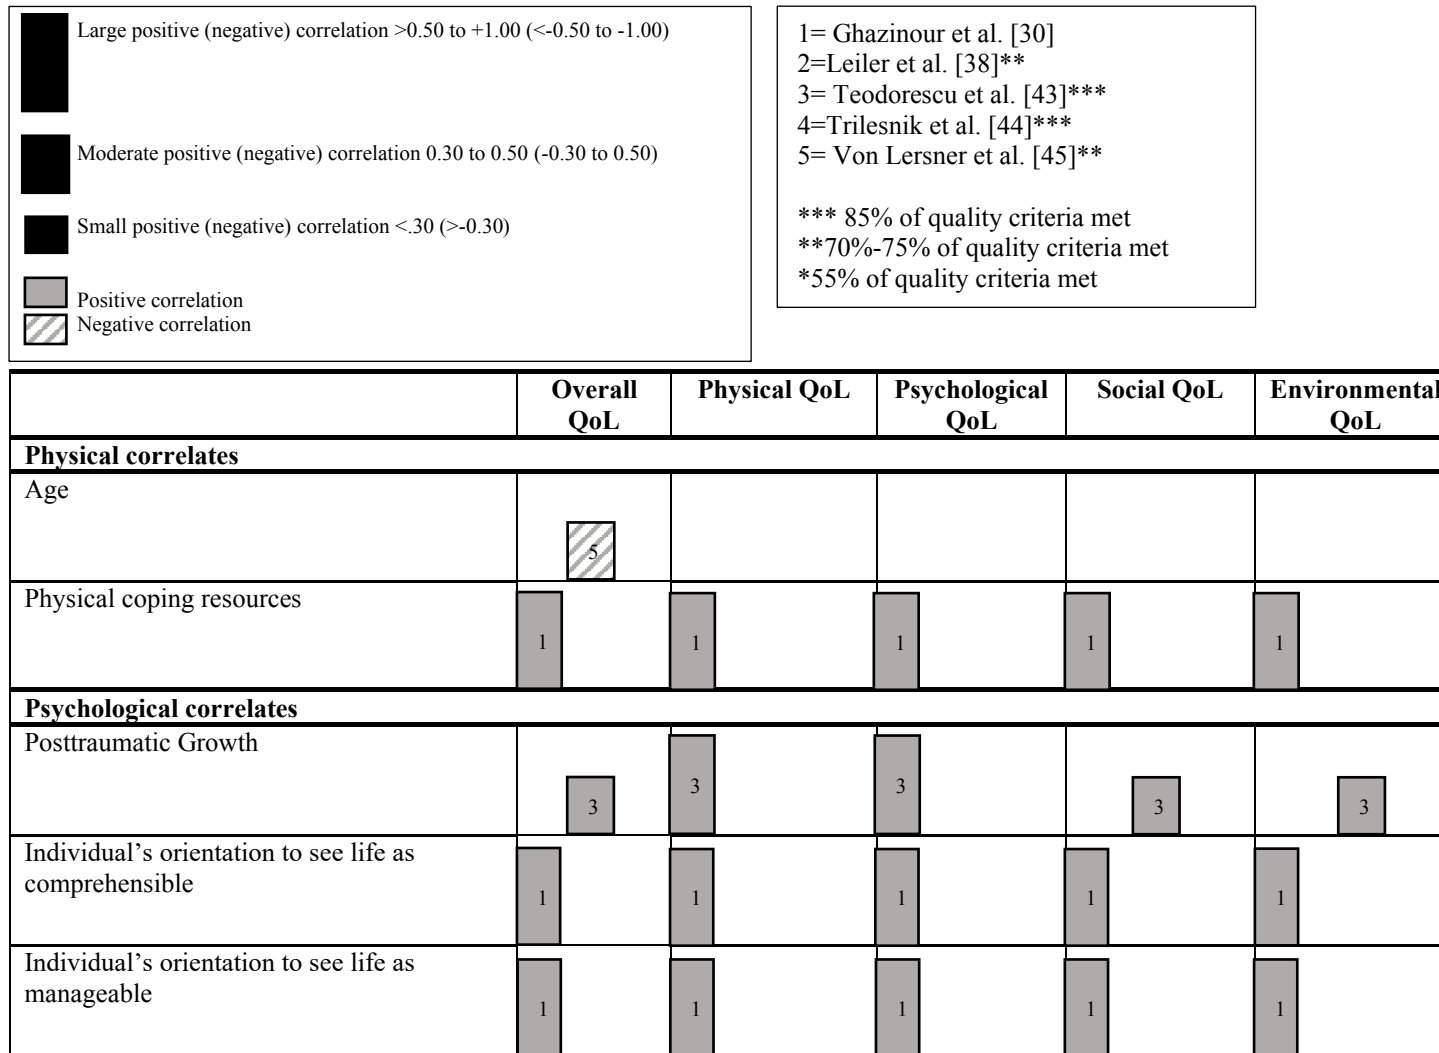 Large positive (negative) correlation >0.50 to +1.00 (<-0.50 to -1.00)
Moderate positive (negative) correlation 0.30 to 0.50 (-0.30 to 0.50)
Small positive (negative) correlation <.30 (>-0.30)
Positive correlation
Negative correlation
1= Ghazinour et al. [30]
2=Leiler et al. [38]**
3= Teodorescu et al. [43]***
4=Trilesnik et al. [44]***
5= Von Lersner et al. [45]**
*** 85% of quality criteria met
**70%-75% of quality criteria met
*55% of quality criteria met
Overall QoL Physical QoL Psychological QoL Social QoL Environmental QoL
Physical correlates
Age
5
Physical coping resources
1 1 1 1 1
Psychological correlates
Posttraumatic Growth
3 3 3 3 3
Individual’s orientation to see life as
comprehensible
1 1 1 1 1
Individual’s orientation to see life as
manageable
1 1 1 1 1